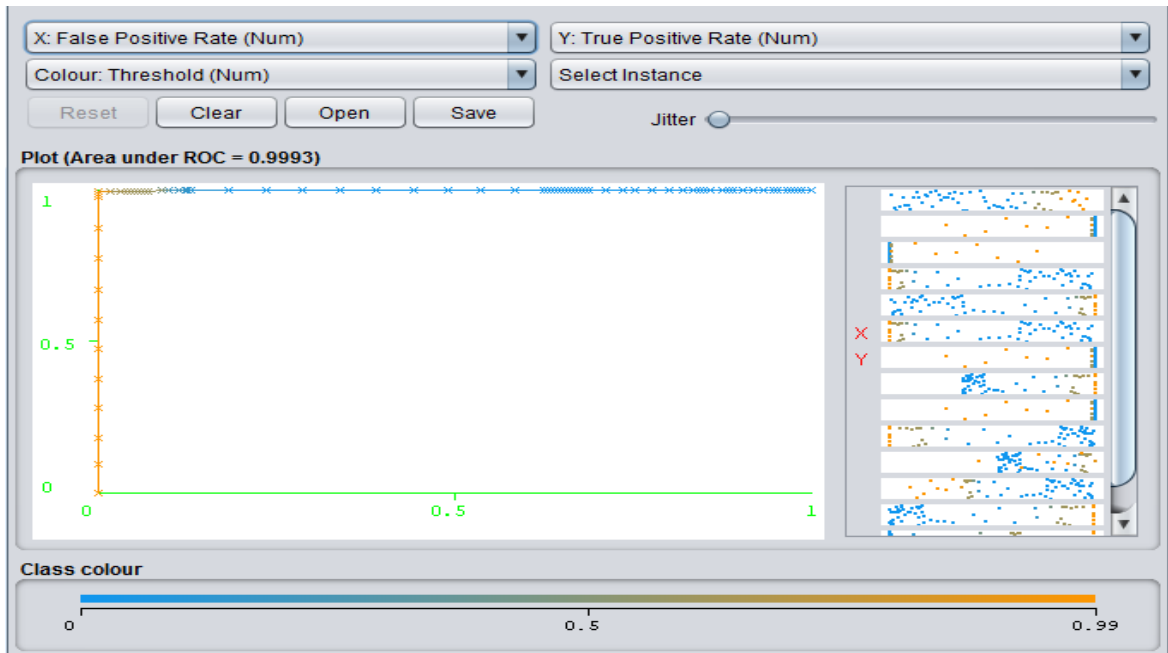 X: False Positive Rate (Num) Y: True Positive Rate (Num)
Colour: Threshold (Num) Select Instance
Reset Clear Open Save Jitter
Plot (Area under ROC = 0.9993)
1
0.5
0
0 0.5 1
X
Y
Class colour
0 0.5 0.99